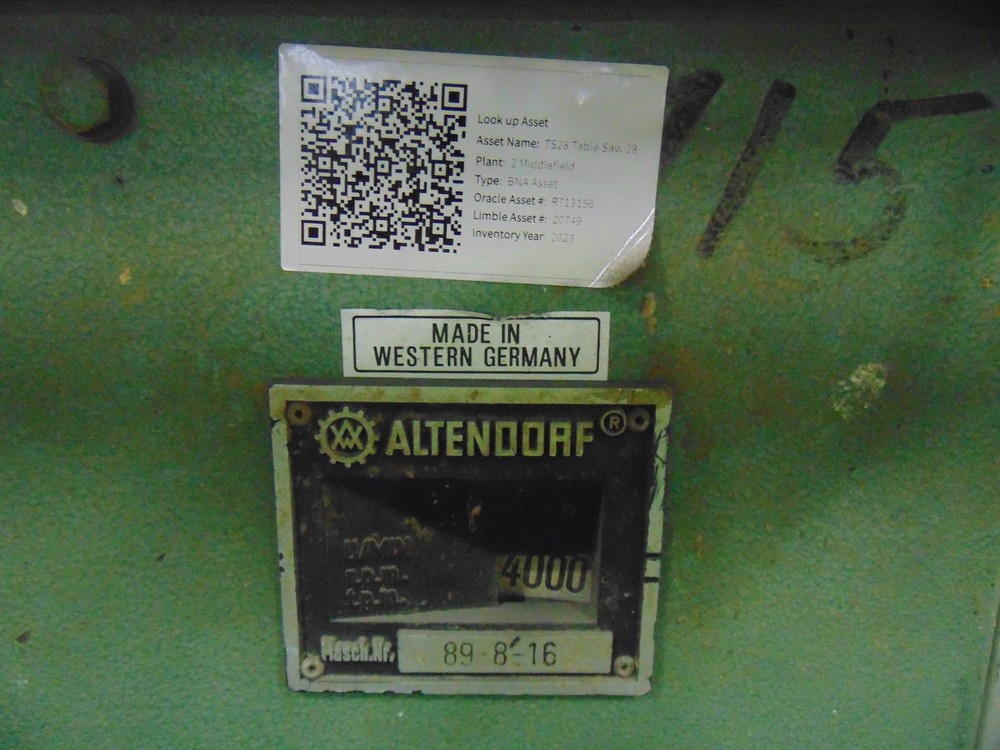 Look up Asset
Asset Name: TS28 Table Saw 28
Plant: 2 Middlefield
Type: BNA Asset
Oracle Asset #: R713156
Limble Asset #: 20749
Inventory Year: 2023
115
MADE IN
WESTERN GERMANY
ALTENDORF ®
U/MIN
r.p.m. 4000
t.p.m.
Masch.Nr. 89-8-16